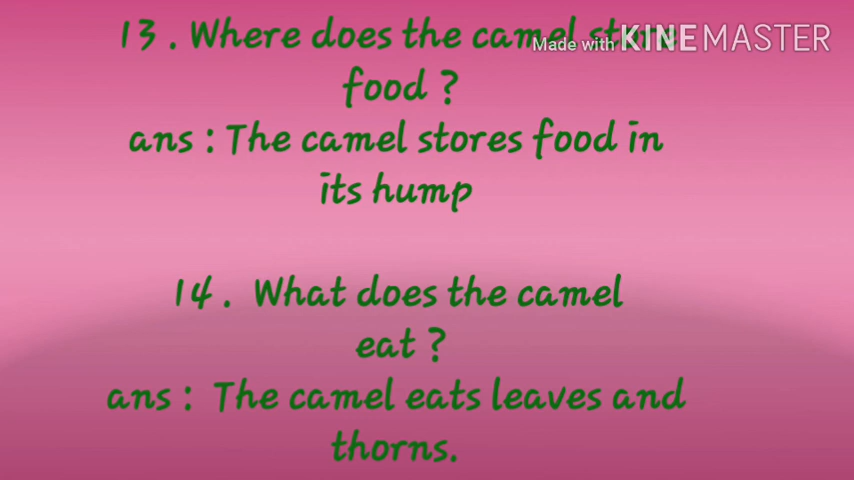 13 . Where does the camel store
Made with KINEMASTER
food ?
ans : The camel stores food in
its hump
14 . What does the camel
eat ?
ans : The camel eats leaves and
thorns.